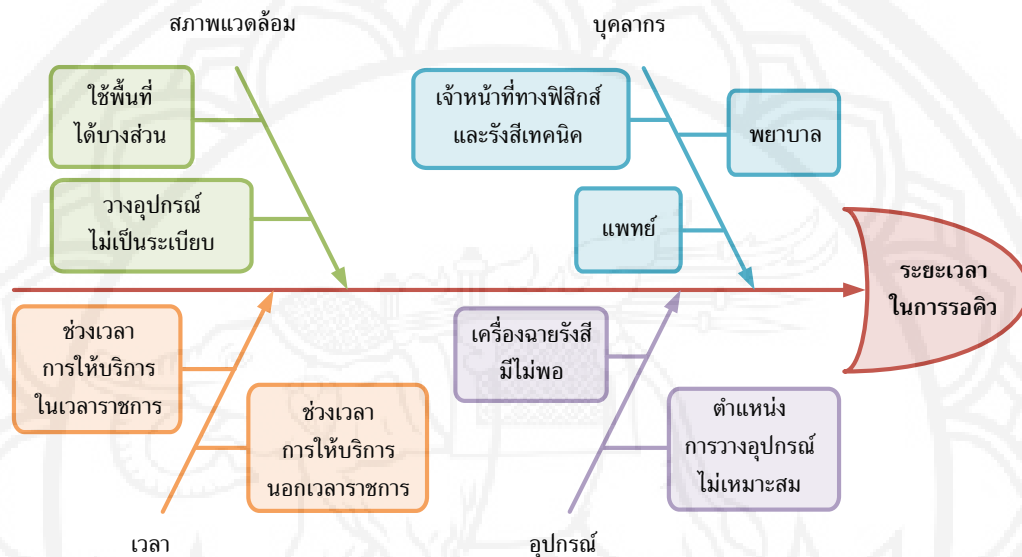 สภาพแวดล้อม
บุคลากร
ใช้พื้นที่
ได้บางส่วน
วางอุปกรณ์
ไม่เป็นระเบียบ
เจ้าหน้าที่ทางฟิสิกส์
และรังสีเทคนิค
พยาบาล
แพทย์
ระยะเวลา
ในการรอคิว
ช่วงเวลา
การให้บริการ
ในเวลาราชการ
ช่วงเวลา
การให้บริการ
นอกเวลาราชการ
เครื่องฉายรังสี
มีไม่พอ
ตำแหน่ง
การวางอุปกรณ์
ไม่เหมาะสม
เวลา
อุปกรณ์